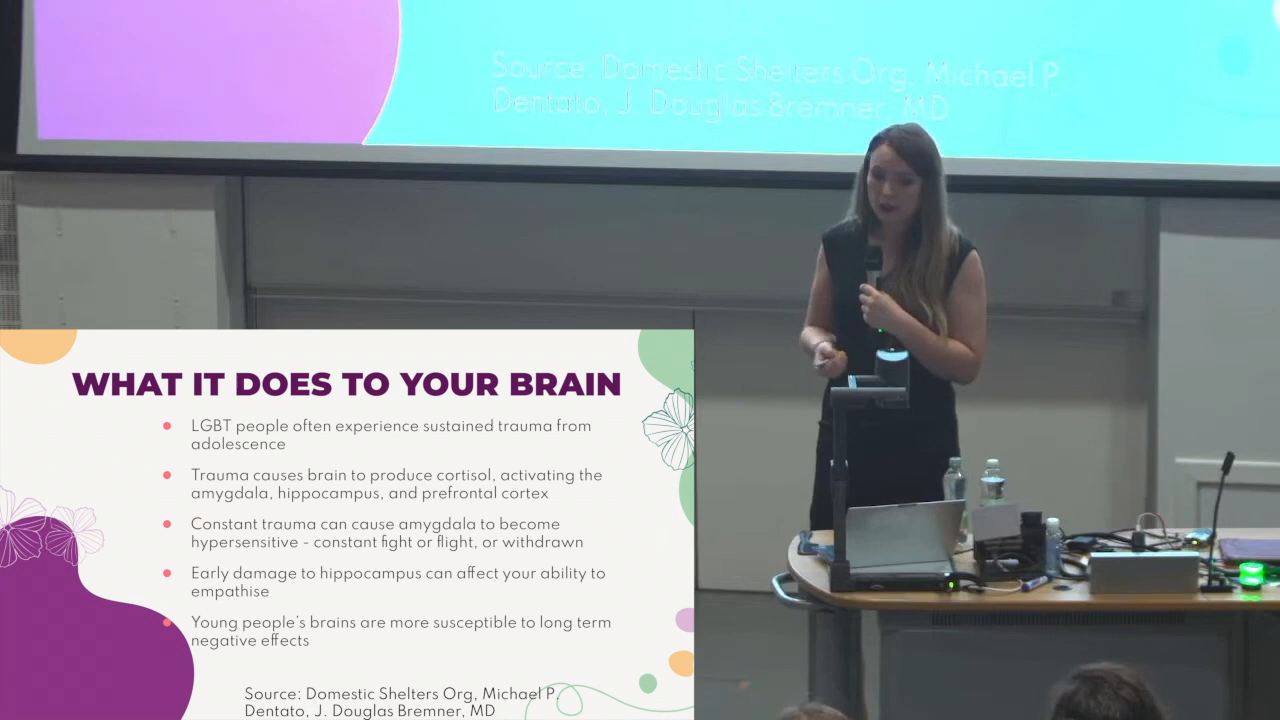 Source: Domestic Shelters Org, Michael P.
Dentato, J. Douglas Bremner, MD
WHAT IT DOES TO YOUR BRAIN
LGBT people often experience sustained trauma from
adolescence
Trauma causes brain to produce cortisol, activating the
amygdala, hippocampus, and prefrontal cortex
Constant trauma can cause amygdala to become
hypersensitive - constant fight or flight, or withdrawn
Early damage to hippocampus can affect your ability to
empathise
Young people's brains are more susceptible to long term
negative effects
Source: Domestic Shelters Org, Michael P.
Dentato, J. Douglas Bremner, MD